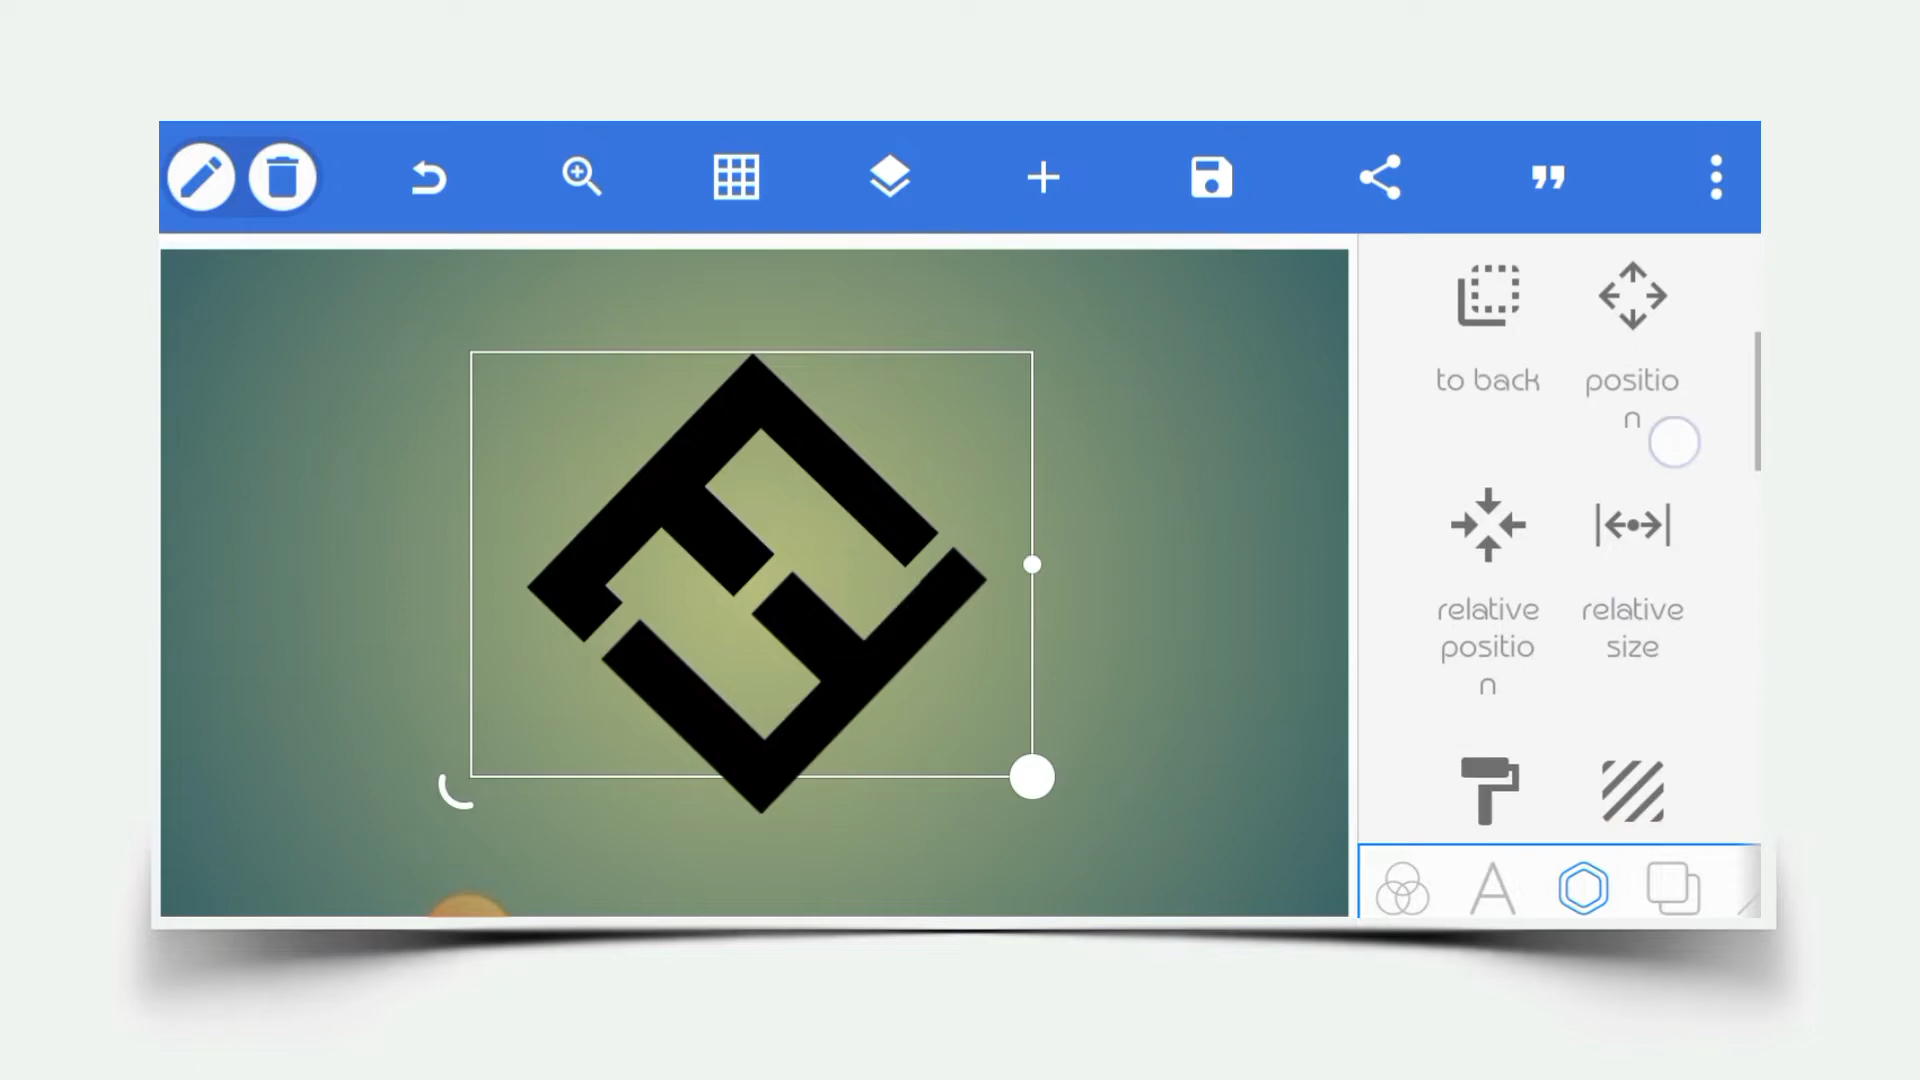 to back
positio
n
relative
positio
n
relative
size